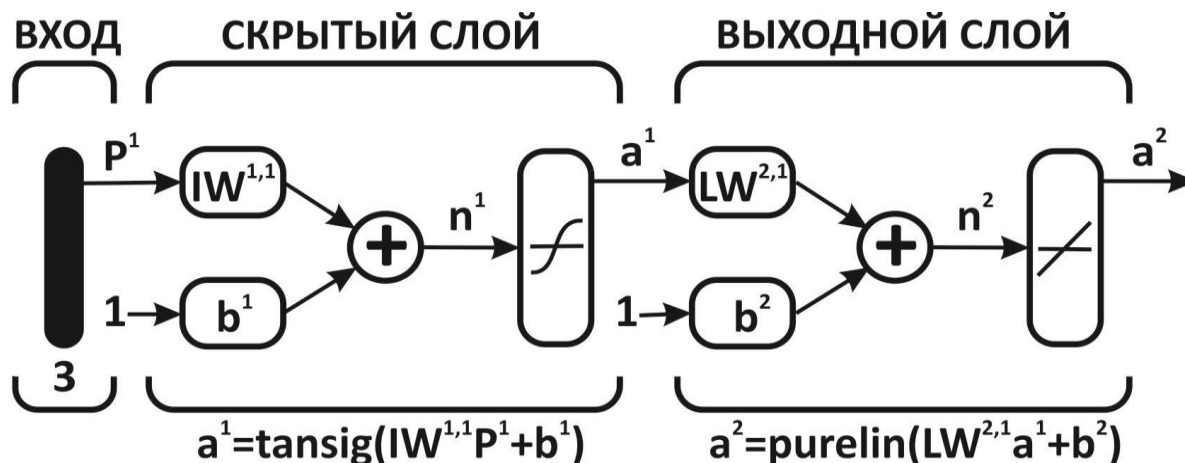 ВХОД СКРЫТЫЙ СЛОЙ ВЫХОДНОЙ СЛОЙ
P¹ a¹ a²
IW¹,¹ LW²,¹
n¹ n²
+ +
1 b¹ 1 b²
3
a¹=tansig(IW¹,¹P¹+b¹) a²=purelin(LW²,¹a¹+b²)